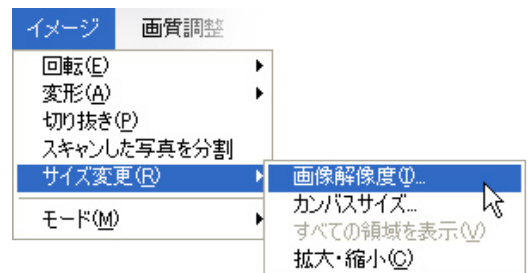 イメージ 画質調整
回転(E)
変形(A)
切り抜き(P)
スキャンした写真を分割
サイズ変更(R)
モード(M)
画像解像度(I)...
カンバスサイズ...
すべての領域を表示(V)
拡大・縮小(C)